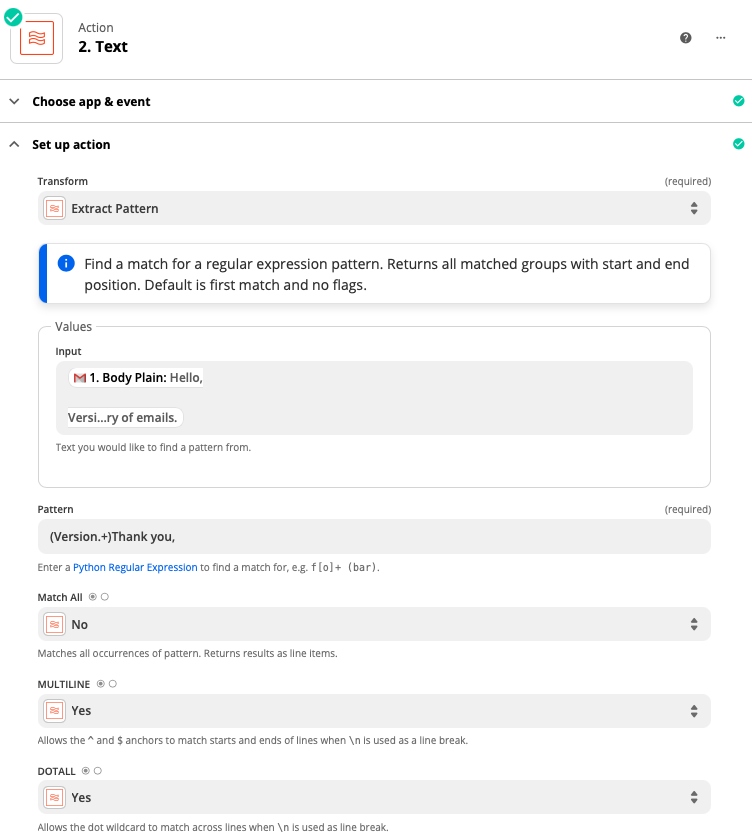 Action
2. Text
Choose app & event
Set up action
Transform
(required)
Extract Pattern
Find a match for a regular expression pattern. Returns all matched groups with start and end
position. Default is first match and no flags.
Values
Input
1. Body Plain: Hello,
Versi...ry of emails.
Text you would like to find a pattern from.
Pattern
(required)
(Version.+)Thank you,
Enter a Python Regular Expression to find a match for, e.g. f[o]+ (bar).
Match All
No
Matches all occurrences of pattern. Returns results as line items.
MULTILINE
Yes
Allows the ^ and $ anchors to match starts and ends of lines when \n is used as a line break.
DOTALL
Yes
Allows the dot wildcard to match across lines when \n is used as line break.